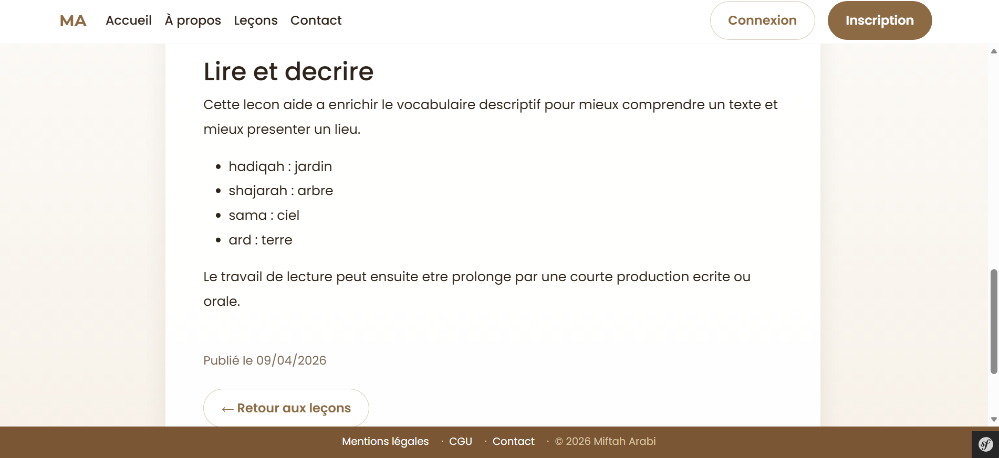 MA Accueil À propos Leçons Contact Connexion Inscription
Lire et decrire
Cette lecon aide a enrichir le vocabulaire descriptif pour mieux comprendre un texte et
mieux presenter un lieu.
• hadiqah : jardin
• shajarah : arbre
• sama : ciel
• ard : terre
Le travail de lecture peut ensuite etre prolonge par une courte production ecrite ou
orale.
Publié le 09/04/2026
← Retour aux leçons
Mentions légales · CGU · Contact · © 2026 Miftah Arabi
sf